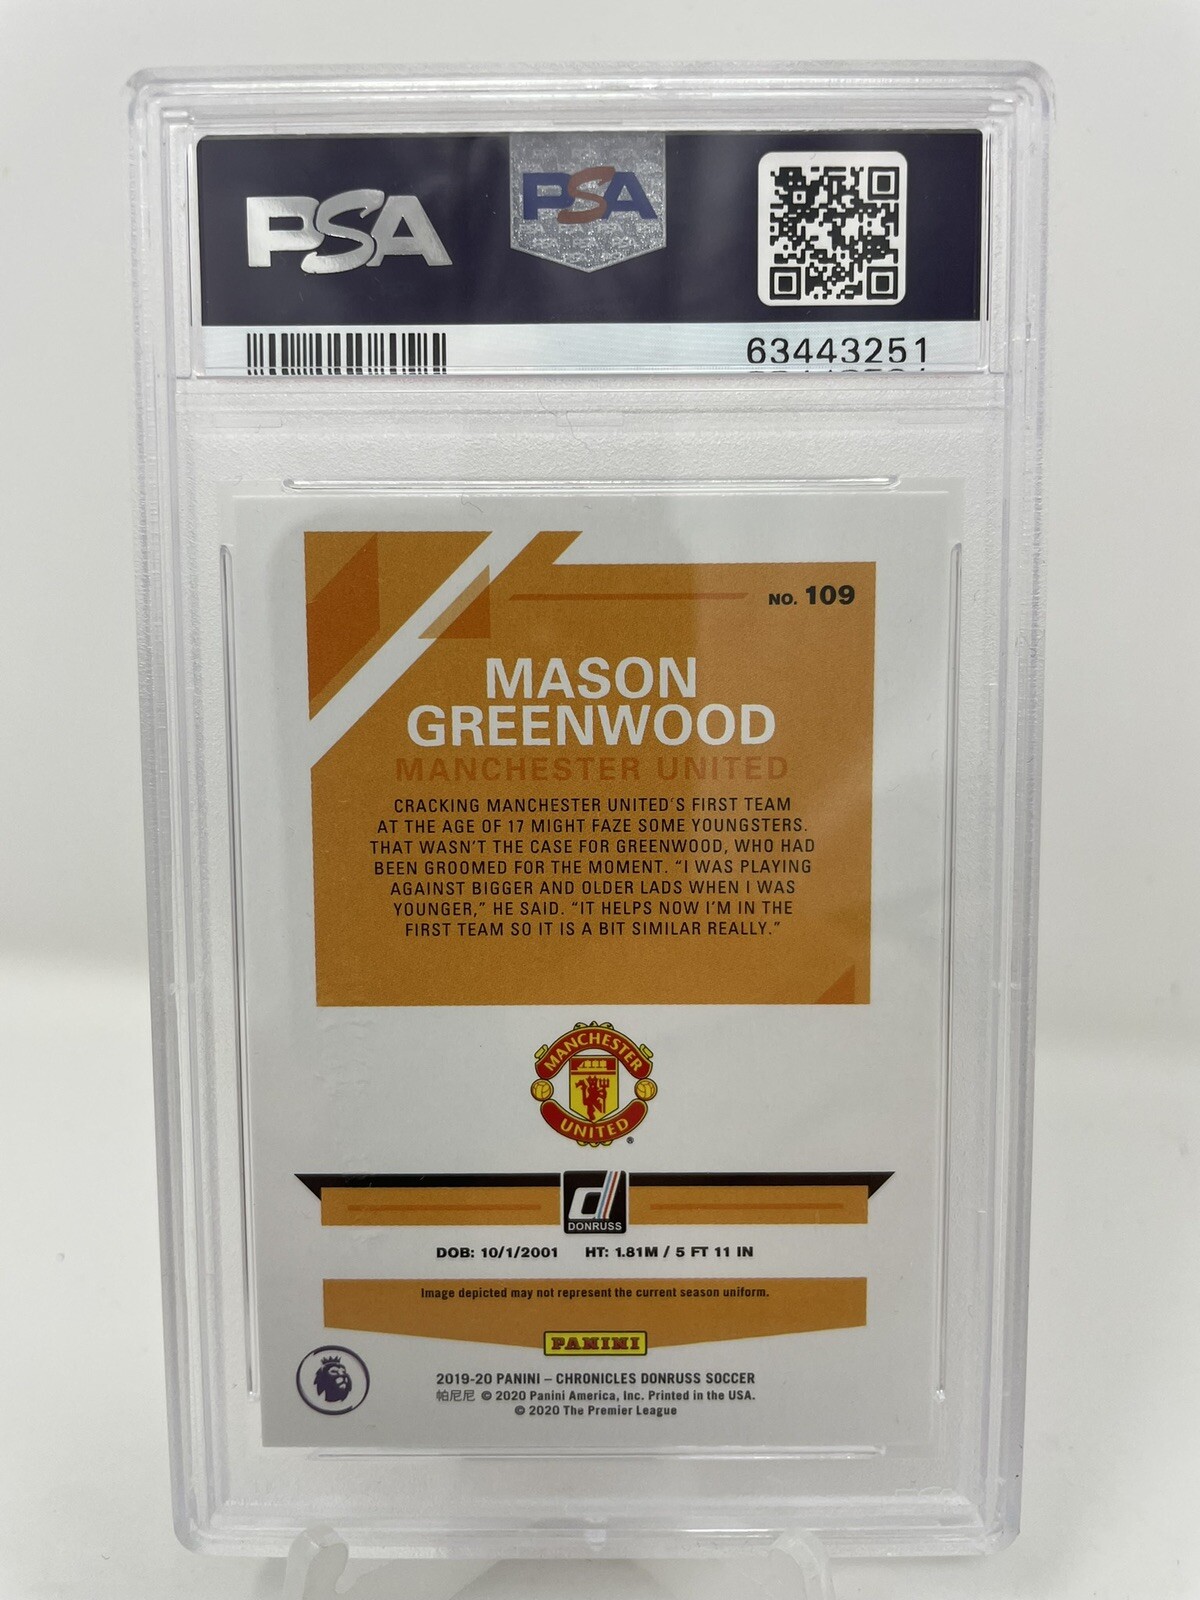 PSA
PSA
63443251
NO. 109
MASON
GREENWOOD
MANCHESTER UNITED
CRACKING MANCHESTER UNITED'S FIRST TEAM
AT THE AGE OF 17 MIGHT FAZE SOME YOUNGSTERS.
THAT WASN'T THE CASE FOR GREENWOOD, WHO HAD
BEEN GROOMED FOR THE MOMENT. "I WAS PLAYING
AGAINST BIGGER AND OLDER LADS WHEN I WAS
YOUNGER," HE SAID. "IT HELPS NOW I'M IN THE
FIRST TEAM SO IT IS A BIT SIMILAR REALLY."
MANCHESTER
UNITED
®
d
DONRUSS
DOB: 10/1/2001 HT: 1.81M / 5 FT 11 IN
Image depicted may not represent the current season uniform.
PANINI
2019-20 PANINI – CHRONICLES DONRUSS SOCCER
帕尼尼 © 2020 Panini America, Inc. Printed in the USA.
© 2020 The Premier League